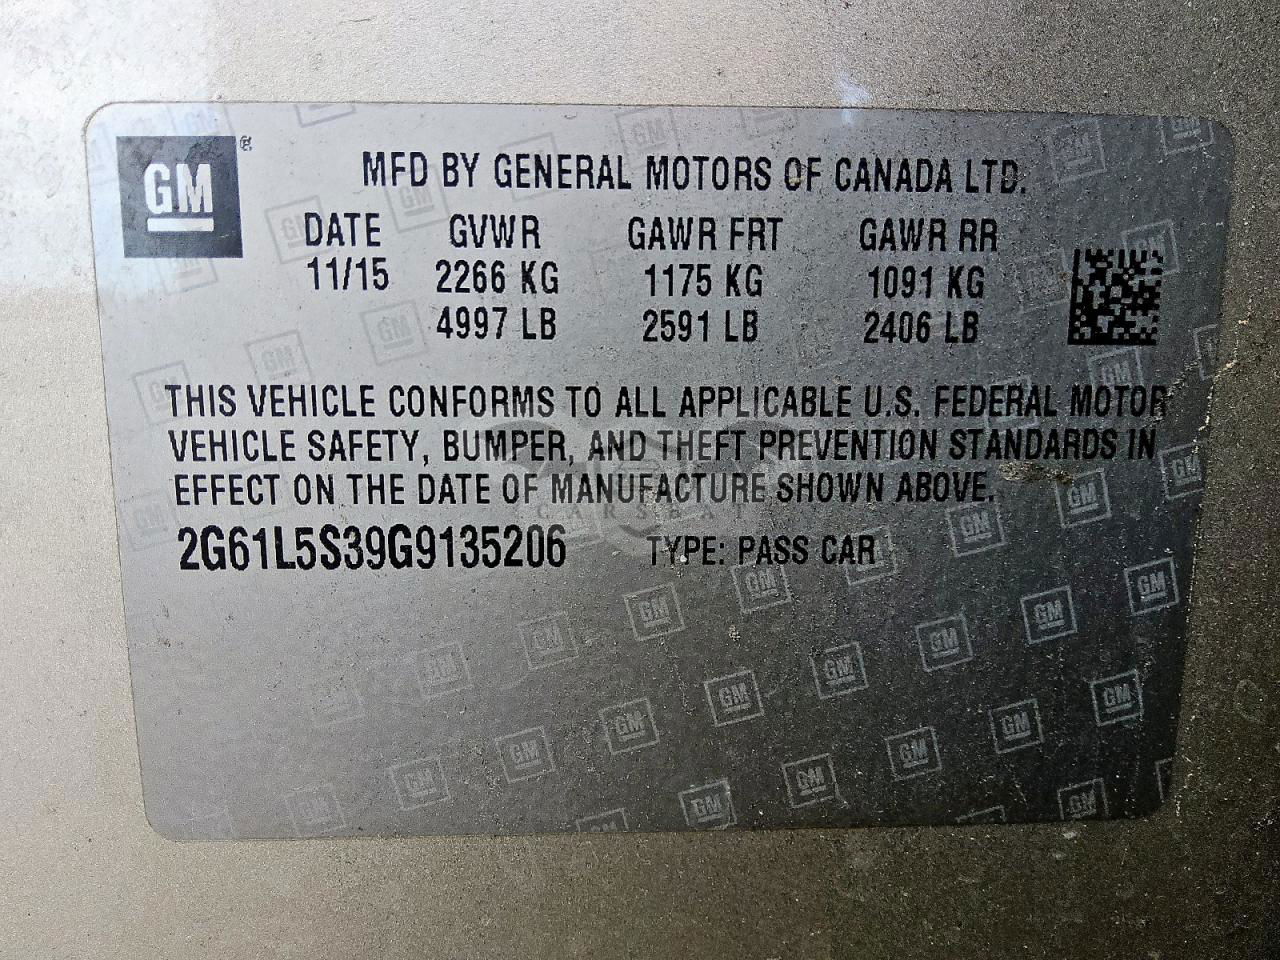 GM®
MFD BY GENERAL MOTORS OF CANADA LTD.
DATE GVWR GAWR FRT GAWR RR
11/15 2266 KG 1175 KG 1091 KG
4997 LB 2591 LB 2406 LB
THIS VEHICLE CONFORMS TO ALL APPLICABLE U.S. FEDERAL MOTOR
VEHICLE SAFETY, BUMPER, AND THEFT PREVENTION STANDARDS IN
EFFECT ON THE DATE OF MANUFACTURE SHOWN ABOVE.
2G61L5S39G9135206 TYPE: PASS CAR